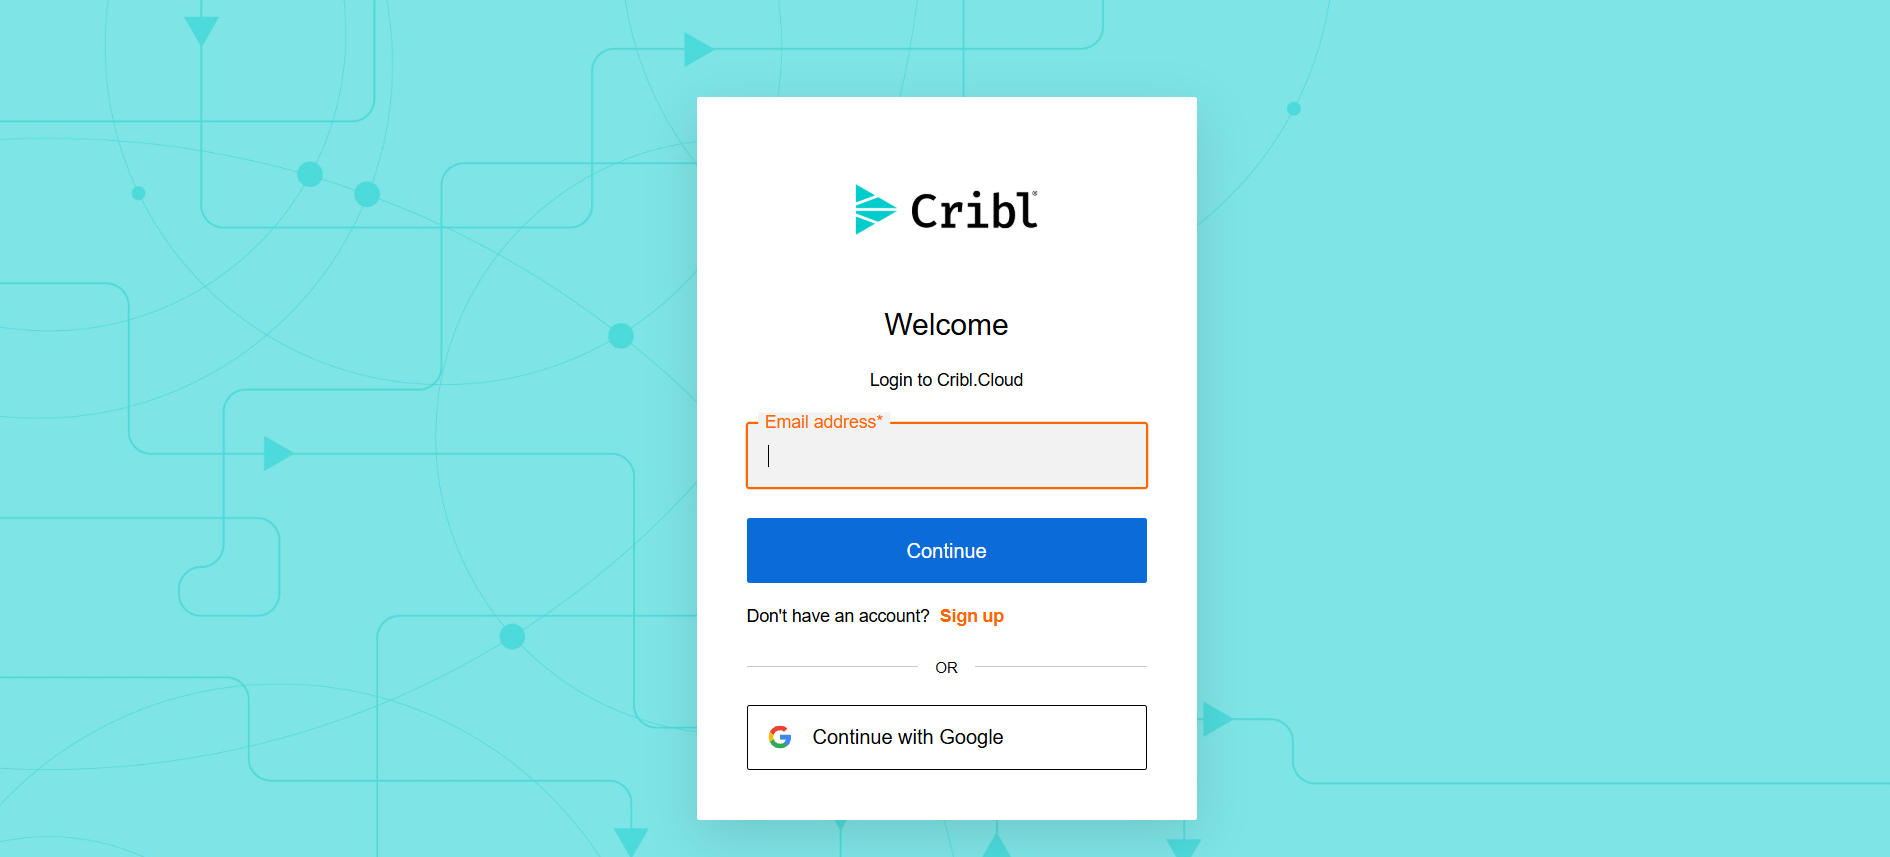 Cribl®
Welcome
Login to Cribl.Cloud
Email address*
Continue
Don't have an account? Sign up
OR
Continue with Google